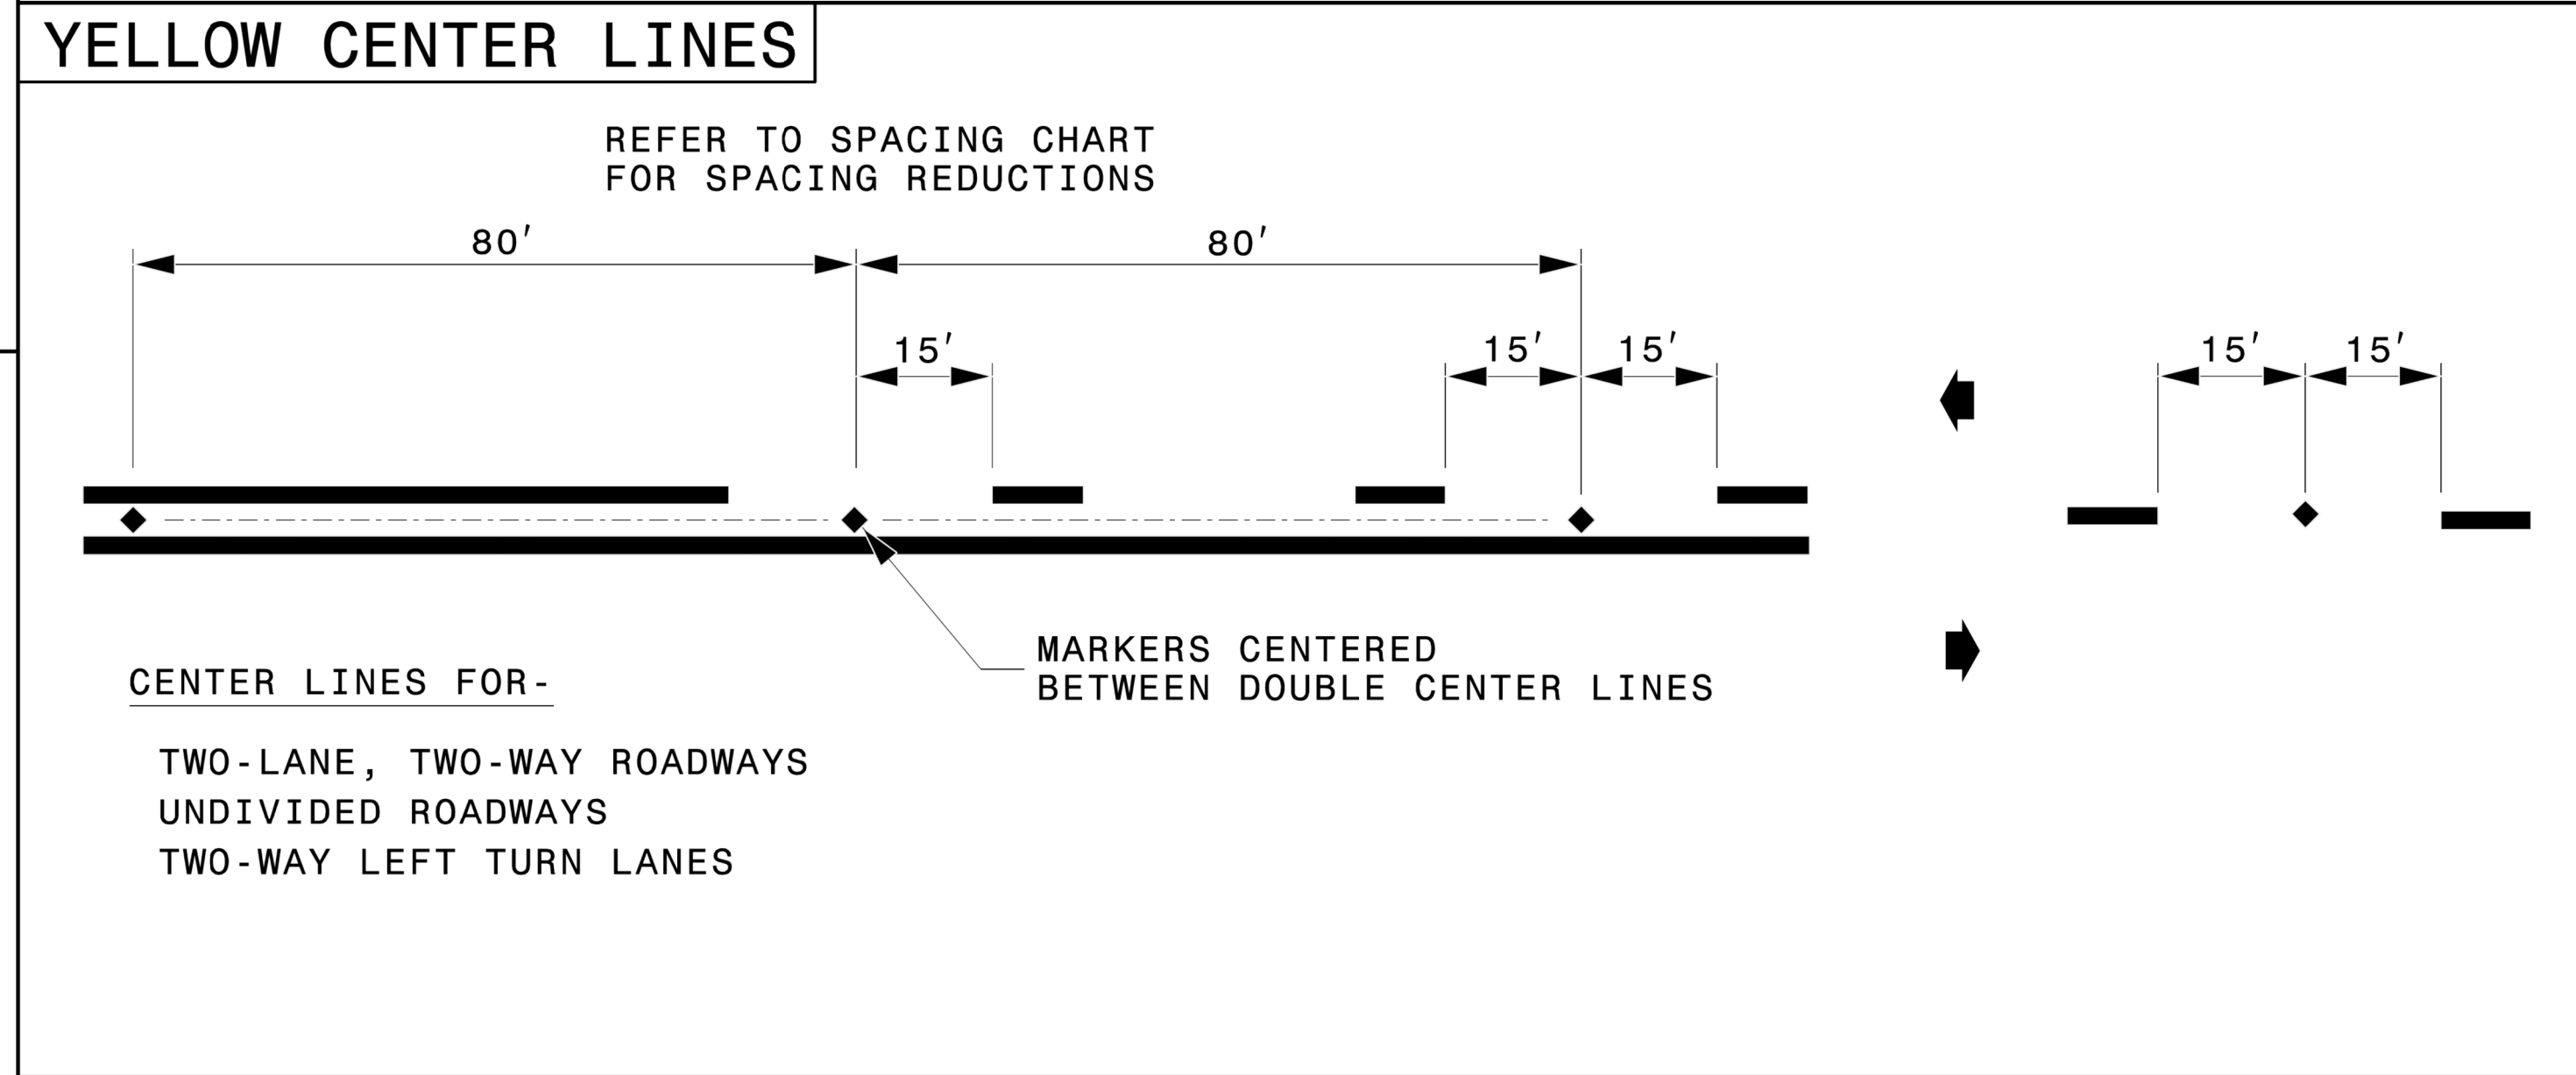 YELLOW CENTER LINES
REFER TO SPACING CHART
FOR SPACING REDUCTIONS
80'
80'
15'
15'
15'
15'
15'
MARKERS CENTERED
BETWEEN DOUBLE CENTER LINES
CENTER LINES FOR-
TWO-LANE, TWO-WAY ROADWAYS
UNDIVIDED ROADWAYS
TWO-WAY LEFT TURN LANES